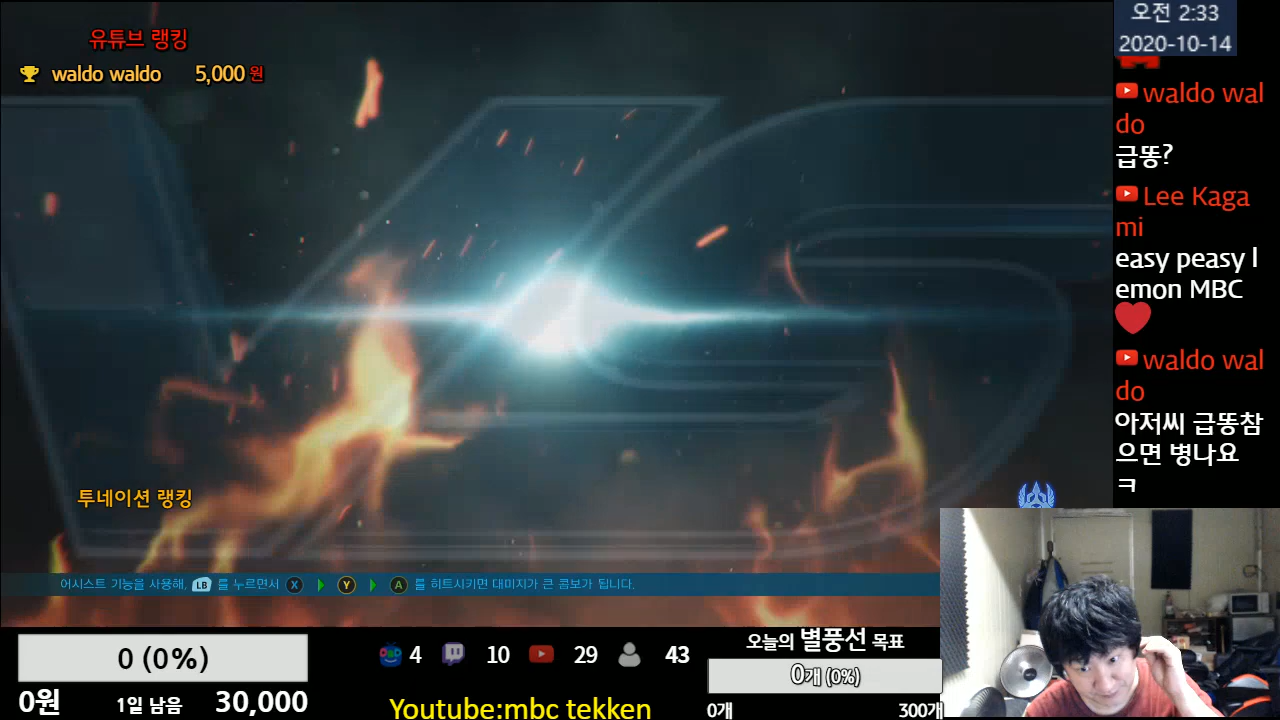 유튜브 랭킹
waldo waldo 5,000 원
VS
투네이션 랭킹
어시스트 기능을 사용해, LB 를 누르면서 X Y A 를 히트시키면 대미지가 큰 콤보가 됩니다.
0 (0%)
0원 1일 남음 30,000
4 10 29 43
Youtube:mbc tekken
오늘의 별풍선 목표
0개 (0%)
0개 300개
오전 2:33
2020-10-14
waldo wal
do
급똥?
Lee Kaga
mi
easy peasy l
emon MBC
waldo wal
do
아저씨 급똥참
으면 병나요
ㅋ